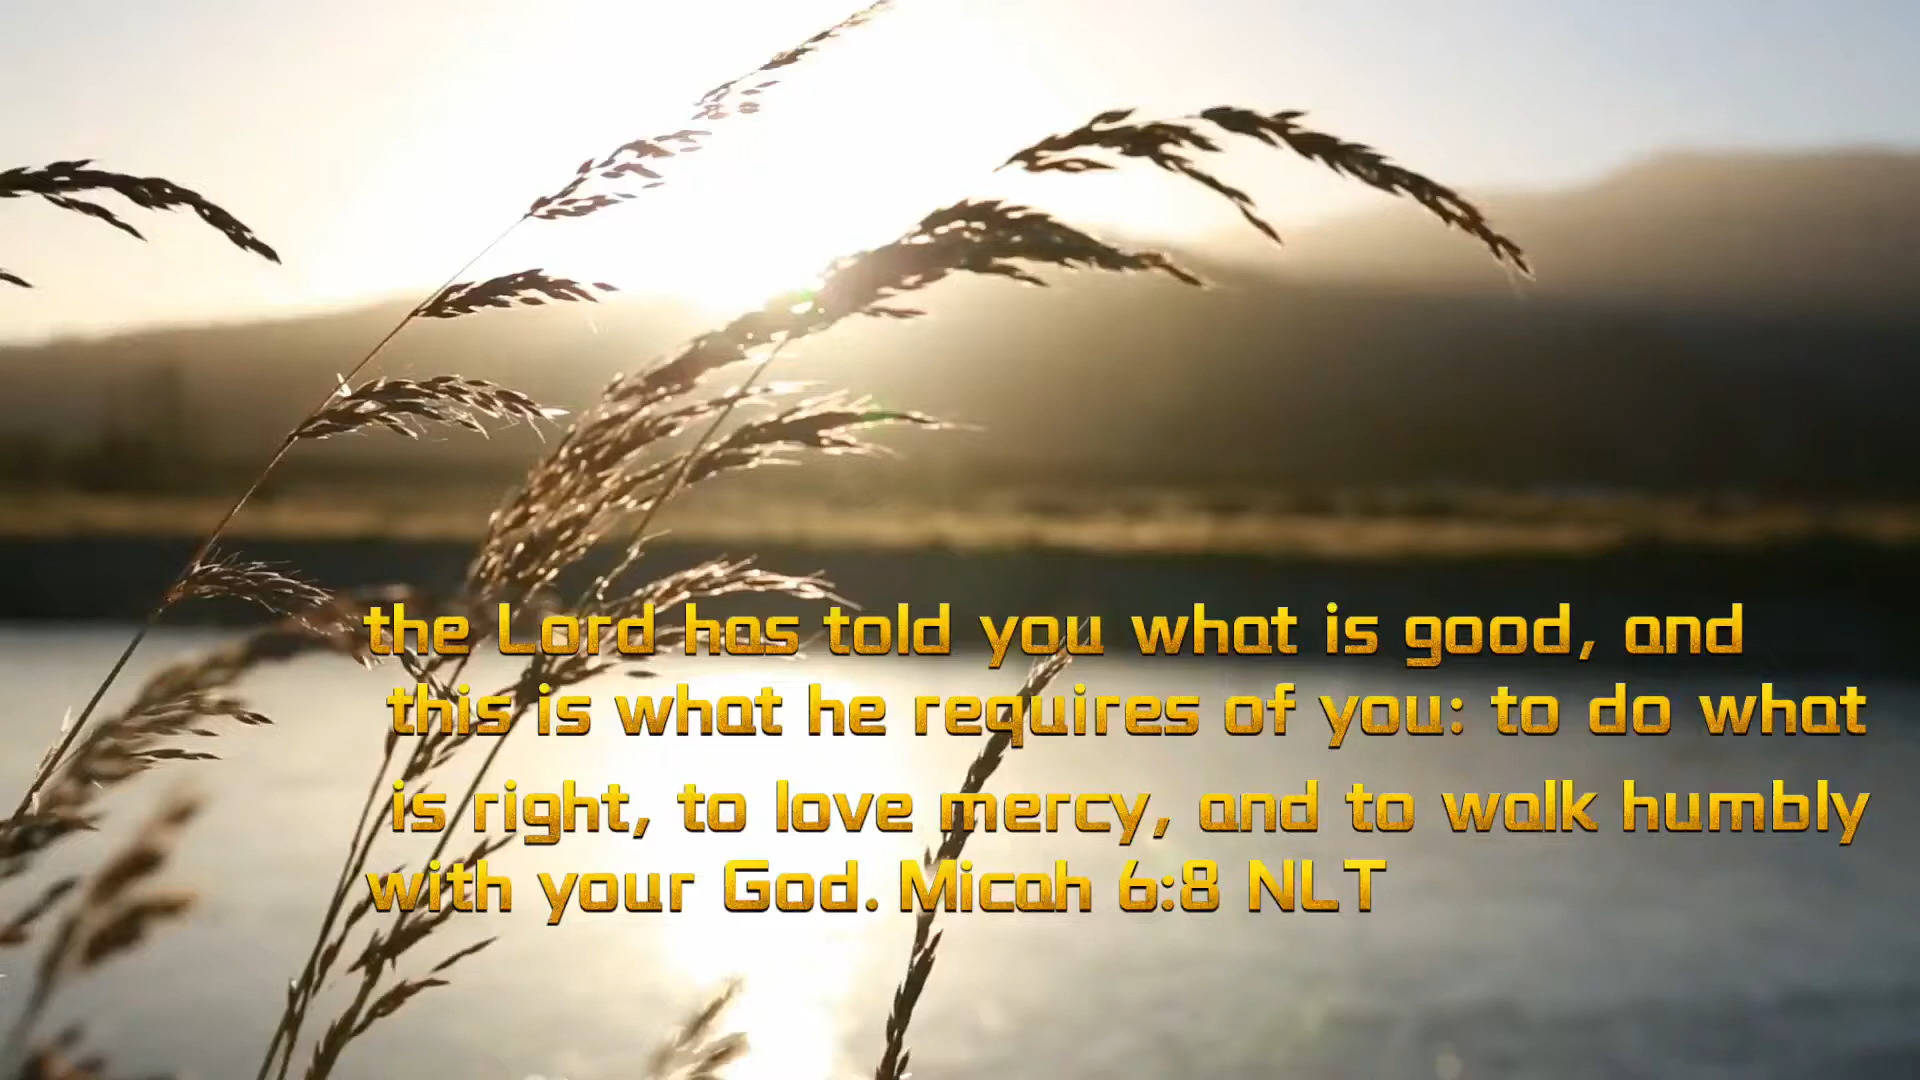 the Lord has told you what is good, and
this is what he requires of you: to do what
is right, to love mercy, and to walk humbly
with your God. Micah 6:8 NLT